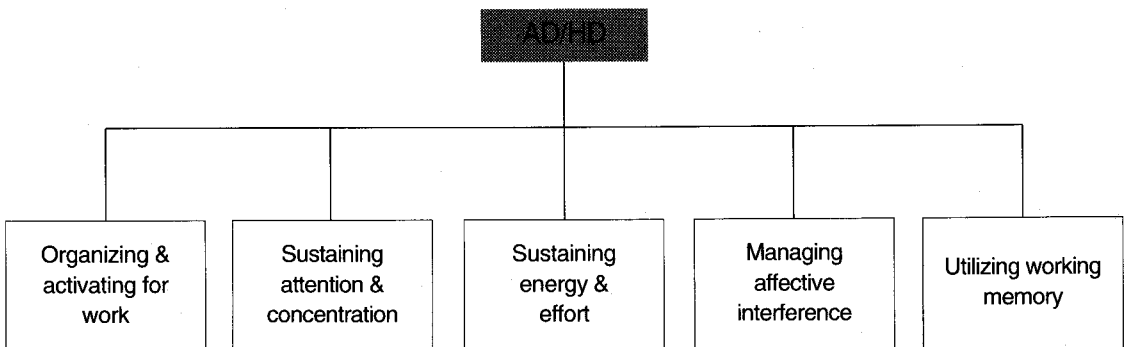 AD/HD
Organizing &
activating for
work
Sustaining
attention &
concentration
Sustaining
energy &
effort
Managing
affective
interference
Utilizing working
memory